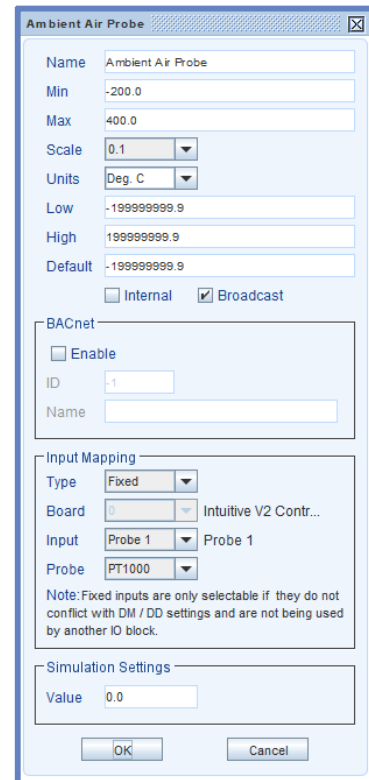 Ambient Air Probe
Name Ambient Air Probe
Min -200.0
Max 400.0
Scale 0.1
Units Deg. C
Low -199999999.9
High 199999999.9
Default -199999999.9
Internal Broadcast
BACnet
Enable
ID -1
Name
Input Mapping
Type Fixed
Board 0 Intuitive V2 Contr...
Input Probe 1 Probe 1
Probe PT1000
Note:Fixed inputs are only selectable if they do not
conflict with DM / DD settings and are not being used
by another IO block.
Simulation Settings
Value 0.0
OK Cancel